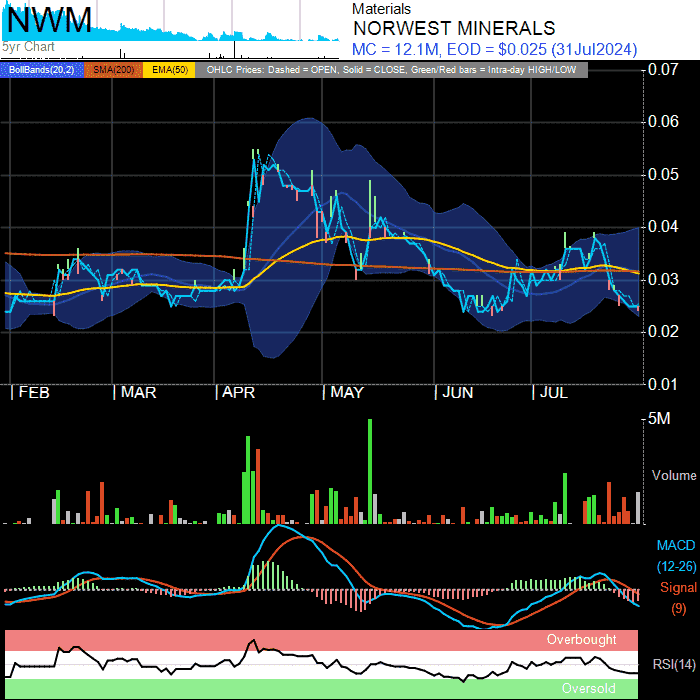 NWM
5yr Chart
Materials
NORWEST MINERALS
MC = 12.1M, EOD = $0.025 (31Jul2024)
BollBands(20,2) SMA(200) EMA(50) OHLC Prices: Dashed = OPEN, Solid = CLOSE, Green/Red bars = Intra-day HIGH/LOW
0.07
0.06
0.05
0.04
0.03
0.02
0.01
| FEB | MAR | APR | MAY | JUN | JUL
5M
Volume
MACD
(12-26)
Signal
(9)
Overbought
RSI(14)
Oversold